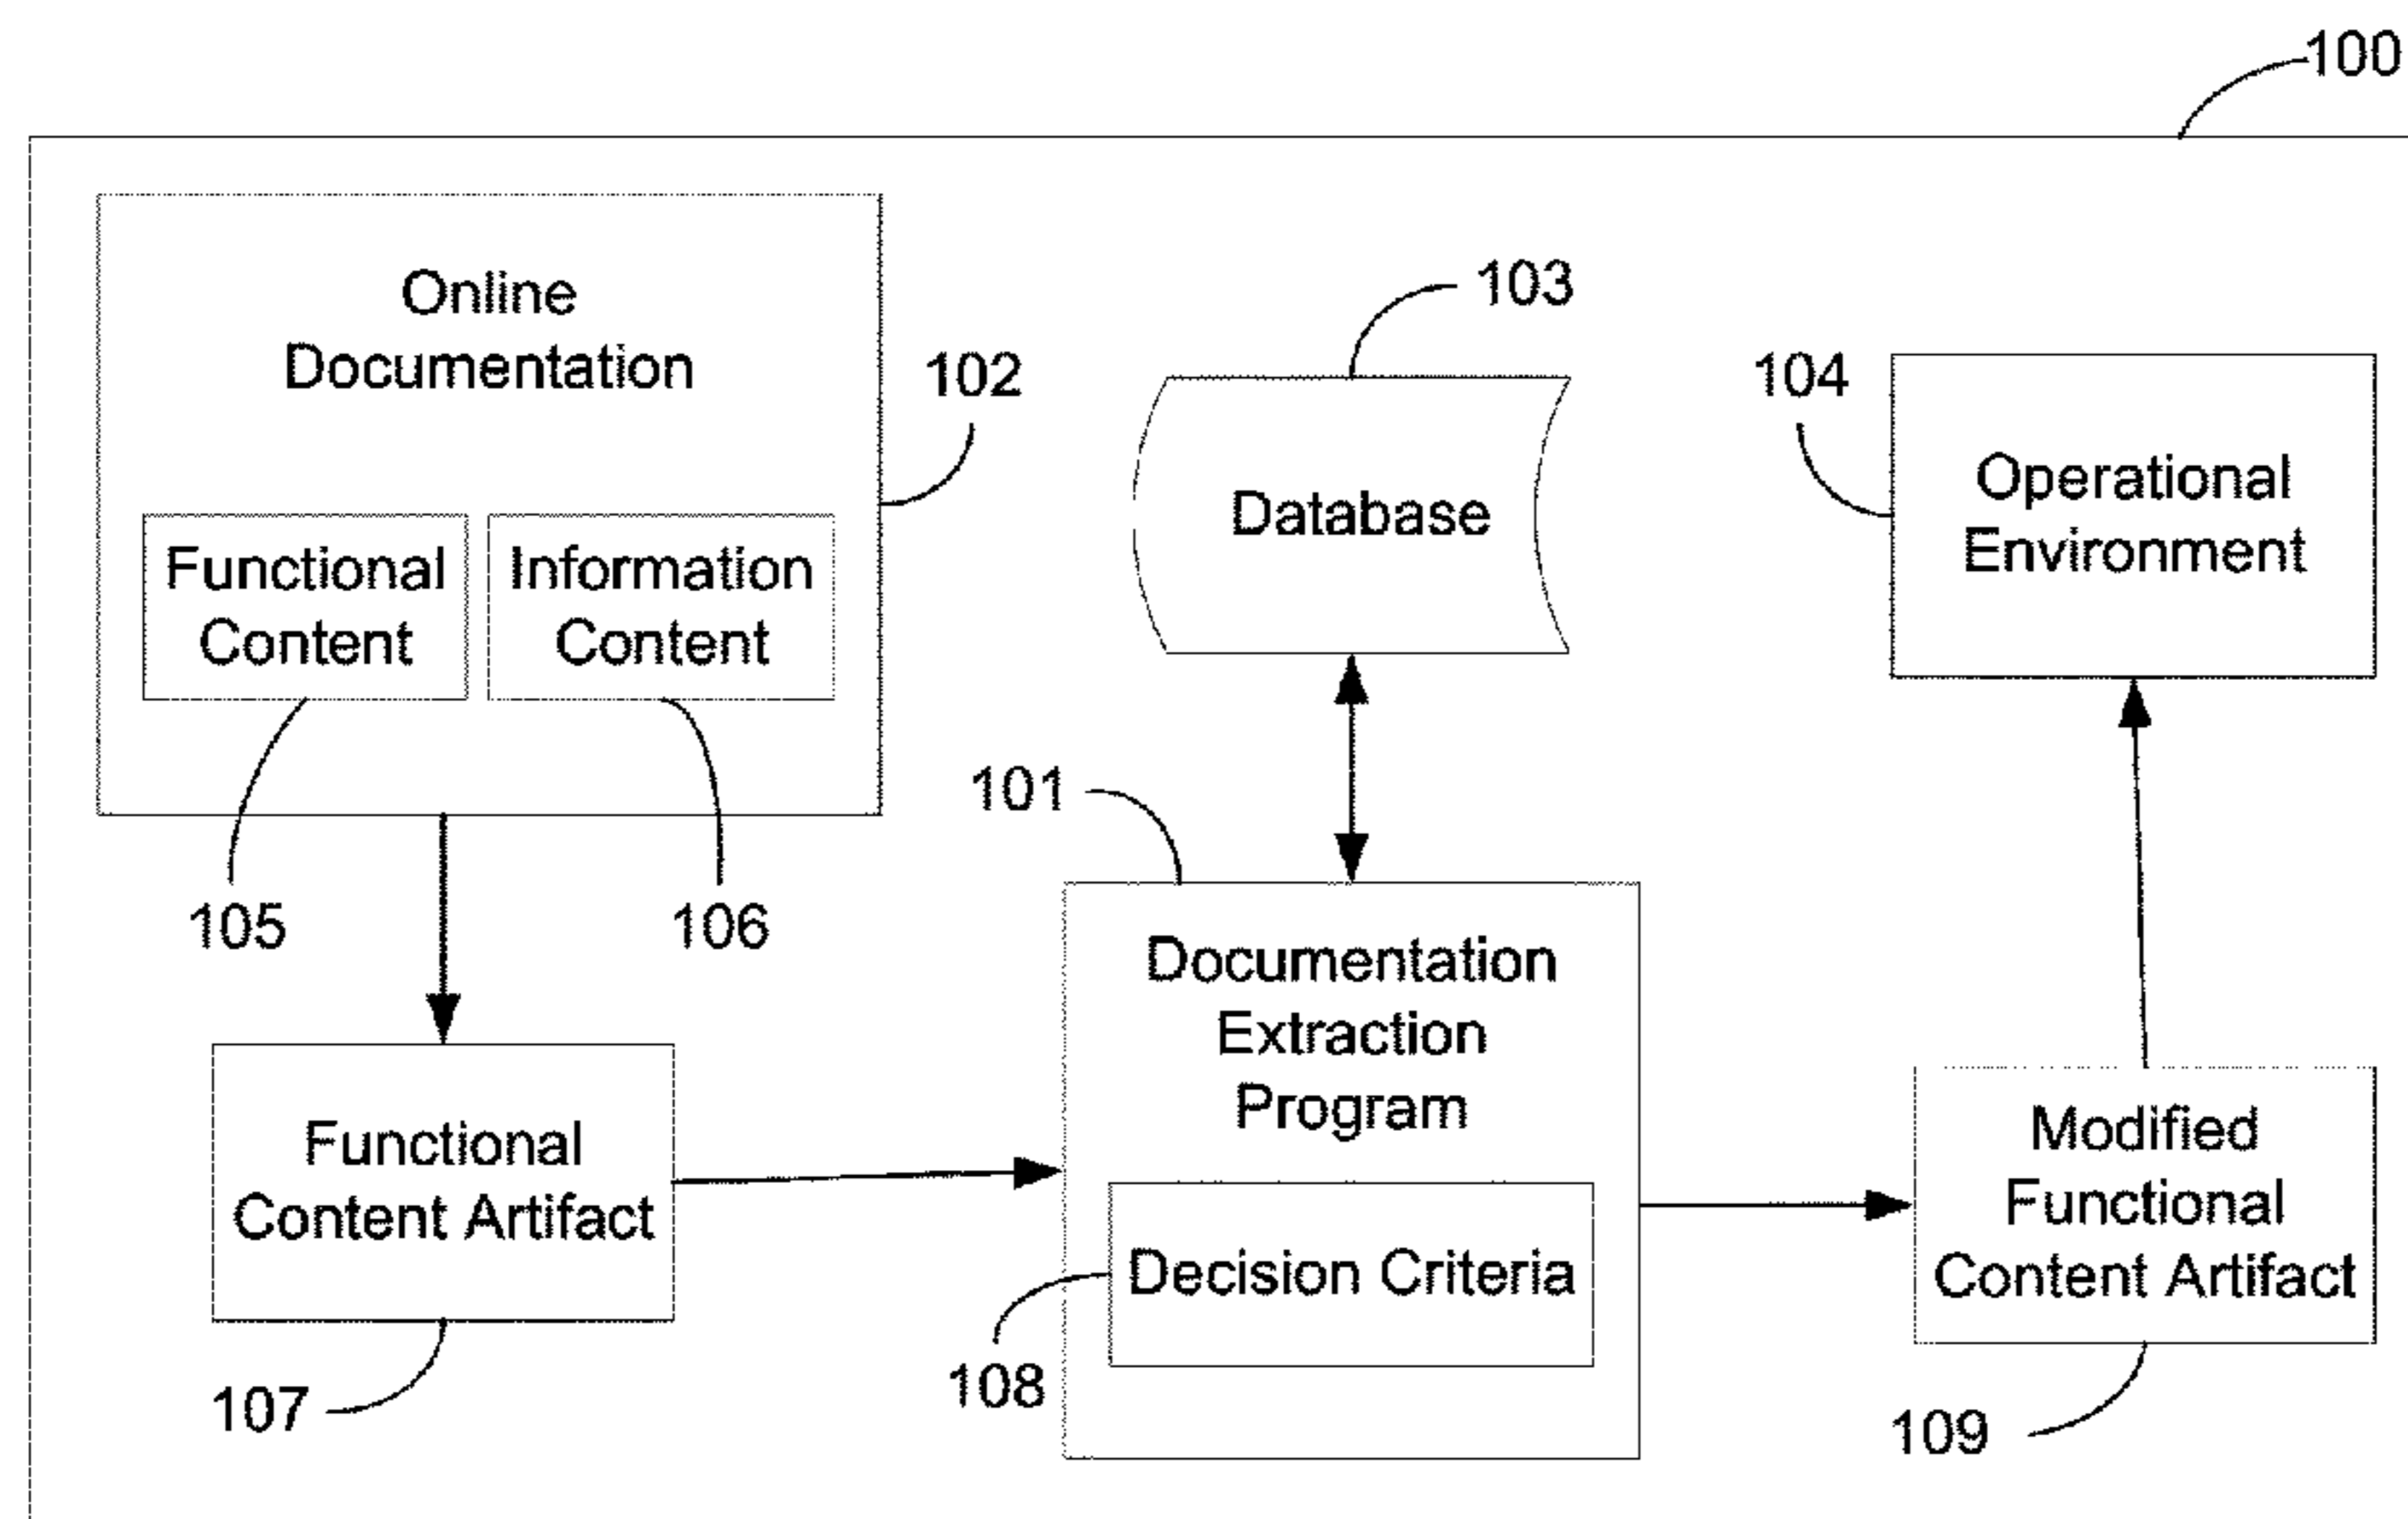 100
Online
Documentation
102
103
104
Functional
Content
Information
Content
Database
Operational
Environment
105
106
101
Documentation
Extraction
Program
Functional
Content Artifact
107
Decision Criteria
108
Modified
Functional
Content Artifact
109